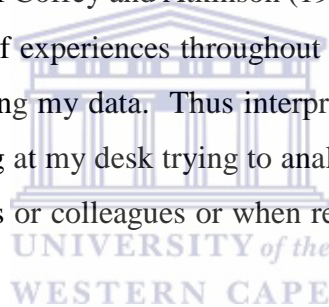 f Coffey and Atkinson (19
of experiences throughout
ng my data. Thus interpr
g at my desk trying to anal
s or colleagues or when re
UNIVERSITY of the
WESTERN CAPE